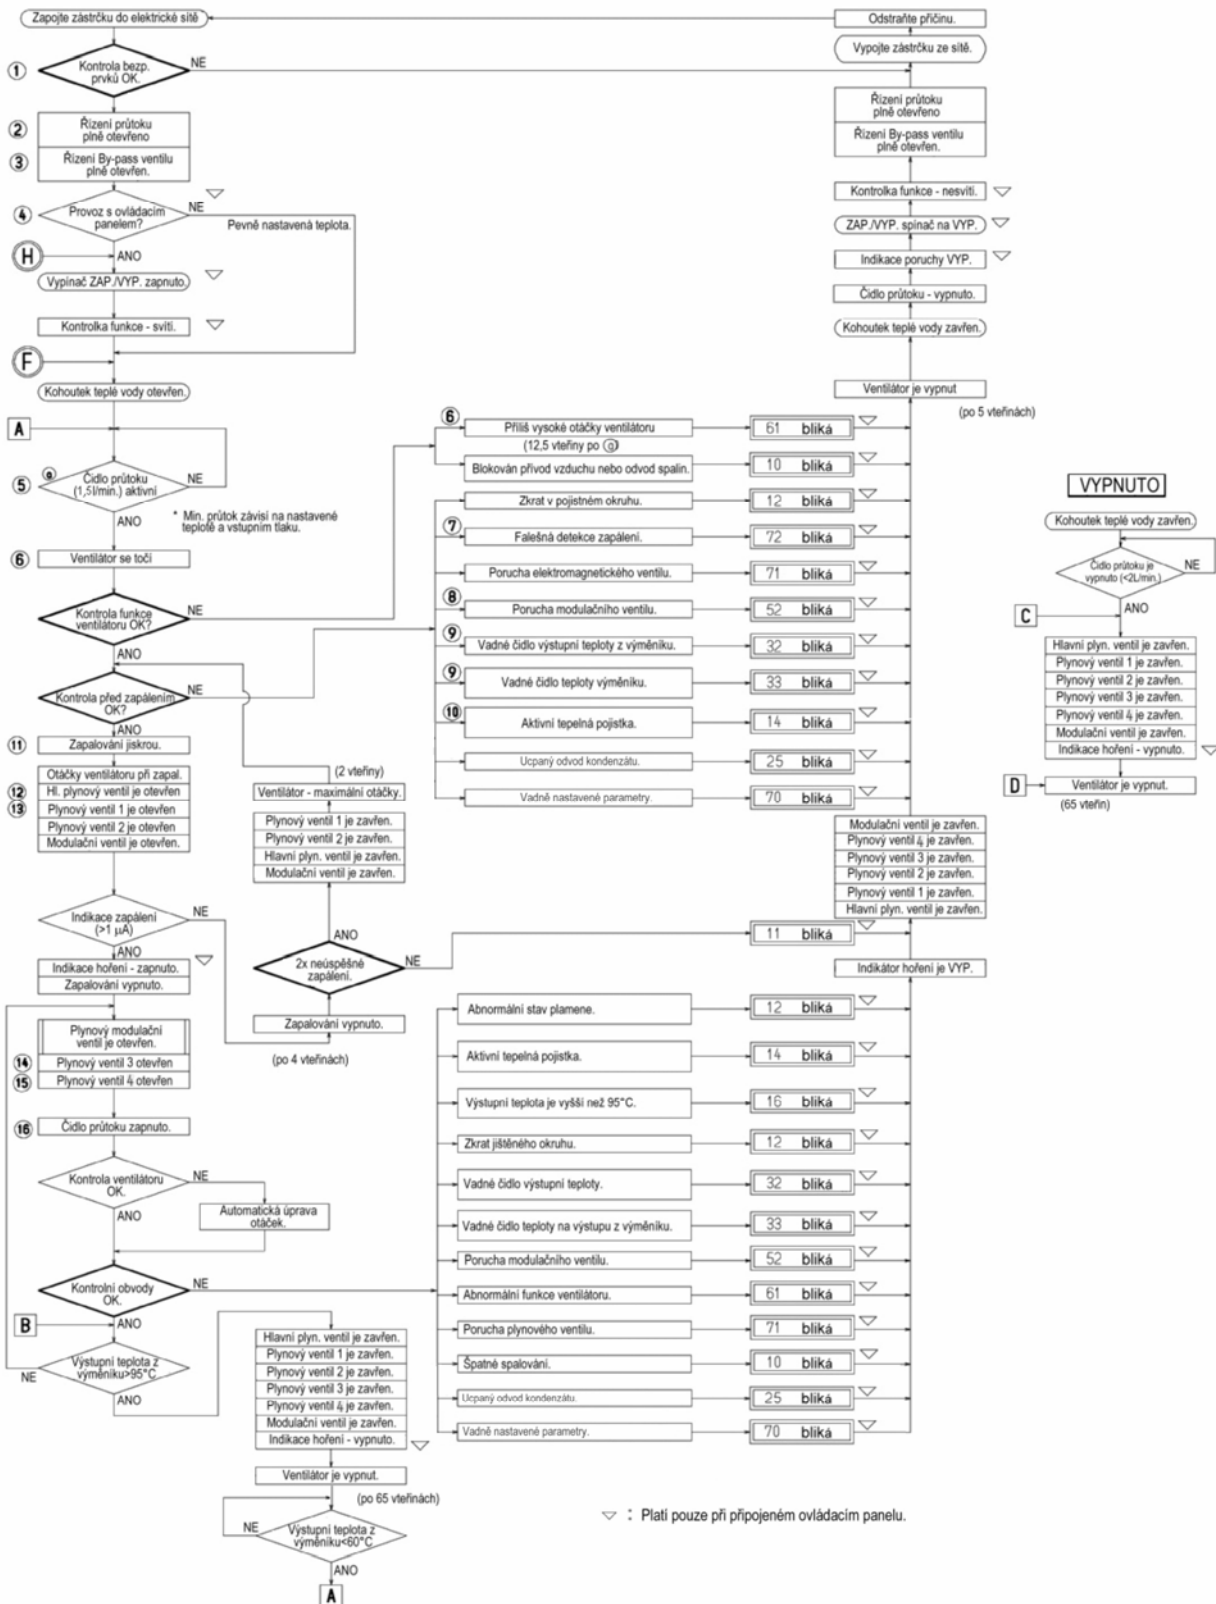 Zapojte zástrčku do elektrické sítě
①
Kontrola bezp.
prvků OK.
NE
②
Řízení průtoku
plně otevřeno
③
Řízení By-pass ventilu
plně otevřen.
④
Provoz s ovládacím
panelem?
NE
Pevně nastavená teplota.
H
ANO
Vypínač ZAP./VYP. zapnuto.
Kontrolka funkce - svítí.
F
Kohoutek teplé vody otevřen.
A
⑤
Čidlo průtoku
(1,5l/min.) aktivní
NE
ANO
* Min. průtok závisí na nastavené
teplotě a vstupním tlaku.
⑥
Ventilátor se točí
Kontrola funkce
ventilátoru OK?
NE
ANO
Kontrola před zapálením
OK?
NE
ANO
⑪
Zapalování jiskrou.
Otáčky ventilátoru při zapal.
⑫
Hl. plynový ventil je otevřen
⑬
Plynový ventil 1 je otevřen
Plynový ventil 2 je otevřen
Modulační ventil je otevřen.
Indikace zapálení
(>1 μA)
NE
ANO
Indikace hoření - zapnuto.
Zapalování vypnuto.
Plynový modulační
ventil je otevřen.
⑭
Plynový ventil 3 otevřen
⑮
Plynový ventil 4 otevřen
⑯
Čidlo průtoku zapnuto.
Kontrola ventilátoru
OK.
NE
ANO
Automatická úprava
otáček.
Kontrolní obvody
OK.
NE
B
ANO
Výstupní teplota z
výměníku>95°C
NE
ANO
(2 vteřiny)
Ventilátor - maximální otáčky.
Plynový ventil 1 je zavřen.
Plynový ventil 2 je zavřen.
Hlavní plyn. ventil je zavřen.
Modulační ventil je zavřen.
ANO
2x neúspěšné
zapálení.
NE
Zapalování vypnuto.
(po 4 vteřinách)
Hlavní plyn. ventil je zavřen.
Plynový ventil 1 je zavřen.
Plynový ventil 2 je zavřen.
Plynový ventil 3 je zavřen.
Plynový ventil 4 je zavřen.
Modulační ventil je zavřen.
Indikace hoření - vypnuto.
Ventilátor je vypnut.
(po 65 vteřinách)
NE
Výstupní teplota z
výměníku<60°C
ANO
A
⑥
Příliš vysoké otáčky ventilátoru
61 bliká
(12,5 vteřiny po ⓐ)
Blokován přívod vzduchu nebo odvod spalin.
10 bliká
Zkrat v pojistném okruhu.
12 bliká
⑦
Falešná detekce zapálení.
72 bliká
Porucha elektromagnetického ventilu.
71 bliká
⑧
Porucha modulačního ventilu.
52 bliká
⑨
Vadné čidlo výstupní teploty z výměníku.
32 bliká
⑨
Vadné čidlo teploty výměníku.
33 bliká
⑩
Aktivní tepelná pojistka.
14 bliká
Ucpaný odvod kondenzátu.
25 bliká
Vadně nastavené parametry.
70 bliká
11 bliká
Abnormální stav plamene.
12 bliká
Aktivní tepelná pojistka.
14 bliká
Výstupní teplota je vyšší než 95°C.
16 bliká
Zkrat jištěného okruhu.
12 bliká
Vadné čidlo výstupní teploty.
32 bliká
Vadné čidlo teploty na výstupu z výměníku.
33 bliká
Porucha modulačního ventilu.
52 bliká
Abnormální funkce ventilátoru.
61 bliká
Porucha plynového ventilu.
71 bliká
Špatné spalování.
10 bliká
Ucpaný odvod kondenzátu.
25 bliká
Vadně nastavené parametry.
70 bliká
Odstraňte příčinu.
Vypojte zástrčku ze sítě.
Řízení průtoku
plně otevřeno
Řízení By-pass ventilu
plně otevřen.
Kontrolka funkce - nesvítí.
ZAP./VYP. spínač na VYP.
Indikace poruchy VYP.
Čidlo průtoku - vypnuto.
Kohoutek teplé vody zavřen.
Ventilátor je vypnut
(po 5 vteřinách)
Modulační ventil je zavřen.
Plynový ventil 4 je zavřen.
Plynový ventil 3 je zavřen.
Plynový ventil 2 je zavřen.
Plynový ventil 1 je zavřen.
Hlavní plyn. ventil je zavřen.
Indikátor hoření je VYP.
VYPNUTO
Kohoutek teplé vody zavřen.
Čidlo průtoku je
vypnuto (<2L/min.)
NE
ANO
C
Hlavní plyn. ventil je zavřen.
Plynový ventil 1 je zavřen.
Plynový ventil 2 je zavřen.
Plynový ventil 3 je zavřen.
Plynový ventil 4 je zavřen.
Modulační ventil je zavřen.
Indikace hoření - vypnuto.
D
Ventilátor je vypnut.
(65 vteřin)
▽ : Platí pouze při připojeném ovládacím panelu.